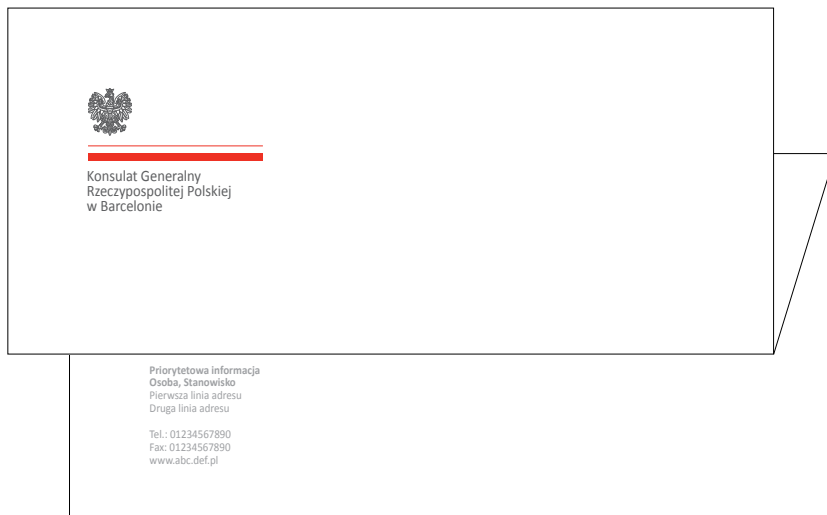 Konsulat Generalny
Rzeczypospolitej Polskiej
w Barcelonie
Priorytetowa informacja
Osoba, Stanowisko
Pierwsza linia adresu
Druga linia adresu
Tel.: 01234567890
Fax: 01234567890
www.abc.def.pl